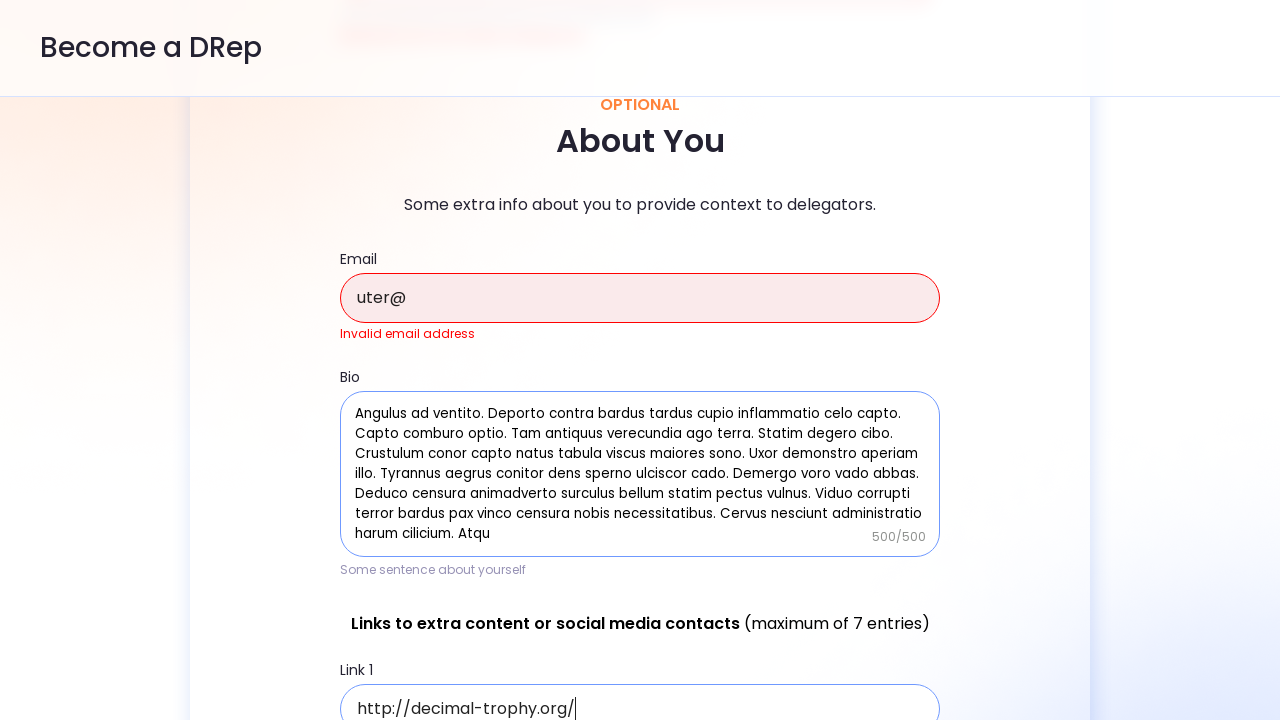 Become a DRep
OPTIONAL
About You
Some extra info about you to provide context to delegators.
Email
uter@
Invalid email address
Bio
Angulus ad ventito. Deporto contra bardus tardus cupio inflammatio celo capto.
Capto comburo optio. Tam antiquus verecundia ago terra. Statim degero cibo.
Crustulum conor capto natus tabula viscus maiores sono. Uxor demonstro aperiam
illo. Tyrannus aegrus conitor dens sperno ulciscor cado. Demergo voro vado abbas.
Deduco censura animadverto surculus bellum statim pectus vulnus. Viduo corrupti
terror bardus pax vinco censura nobis necessitatibus. Cervus nesciunt administratio
harum cilicium. Atqu
500/500
Some sentence about yourself
Links to extra content or social media contacts (maximum of 7 entries)
Link 1
http://decimal-trophy.org/